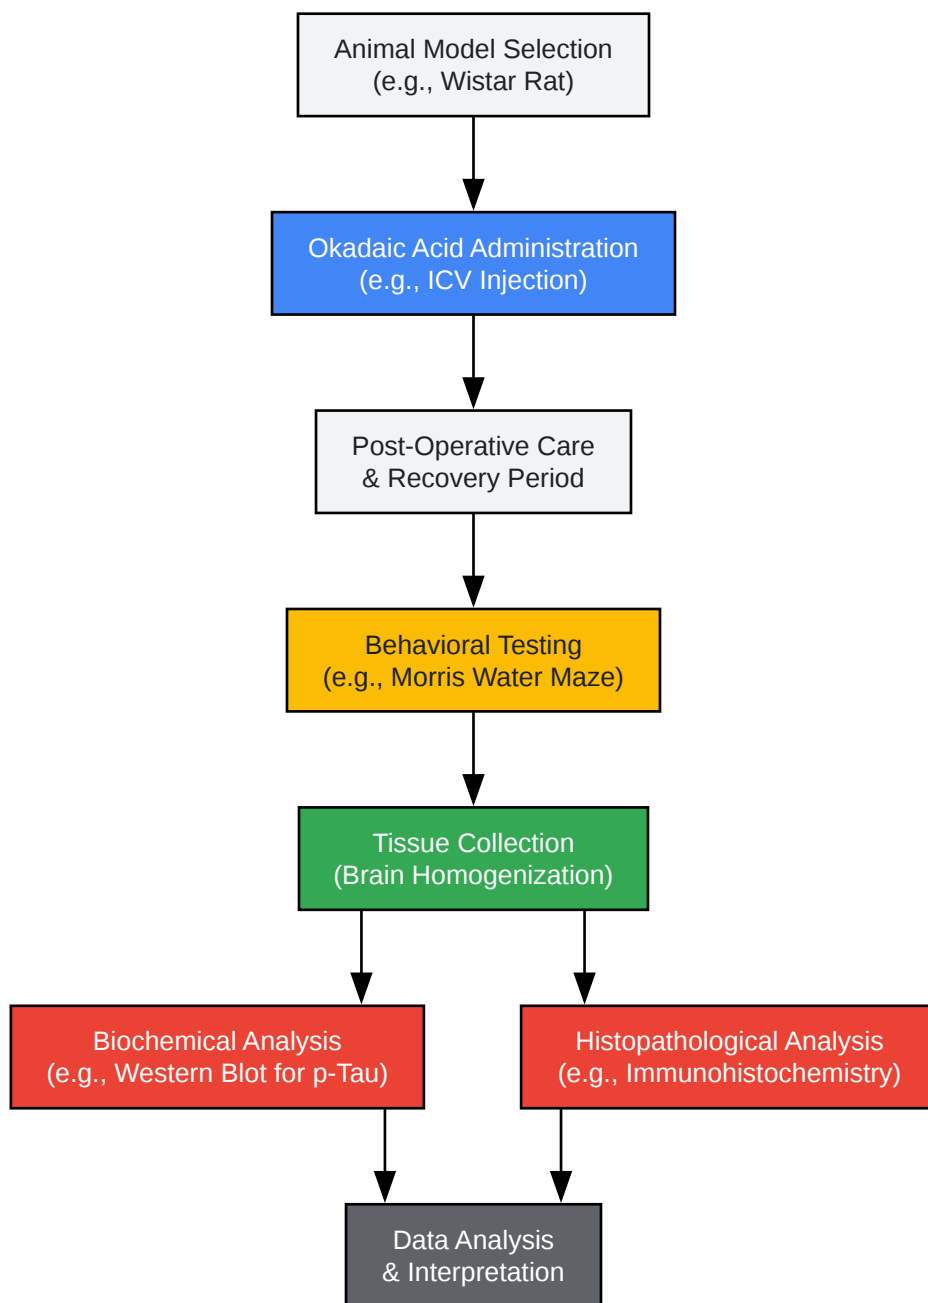 Animal Model Selection
(e.g., Wistar Rat)
Okadaic Acid Administration
(e.g., ICV Injection)
Post-Operative Care
& Recovery Period
Behavioral Testing
(e.g., Morris Water Maze)
Tissue Collection
(Brain Homogenization)
Biochemical Analysis
(e.g., Western Blot for p-Tau)
Histopathological Analysis
(e.g., Immunohistochemistry)
Data Analysis
& Interpretation